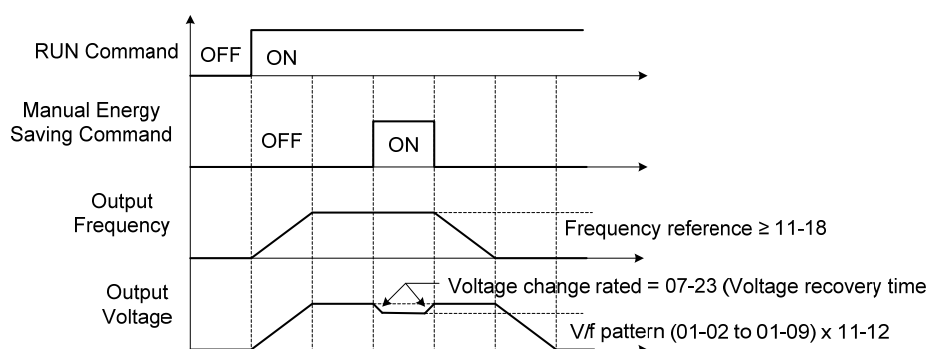 RUN Command
OFF
ON
Manual Energy
Saving Command
OFF
ON
Output
Frequency
Frequency reference ≥ 11-18
Output
Voltage
Voltage change rated = 07-23 (Voltage recovery time
V/f pattern (01-02 to 01-09) x 11-12